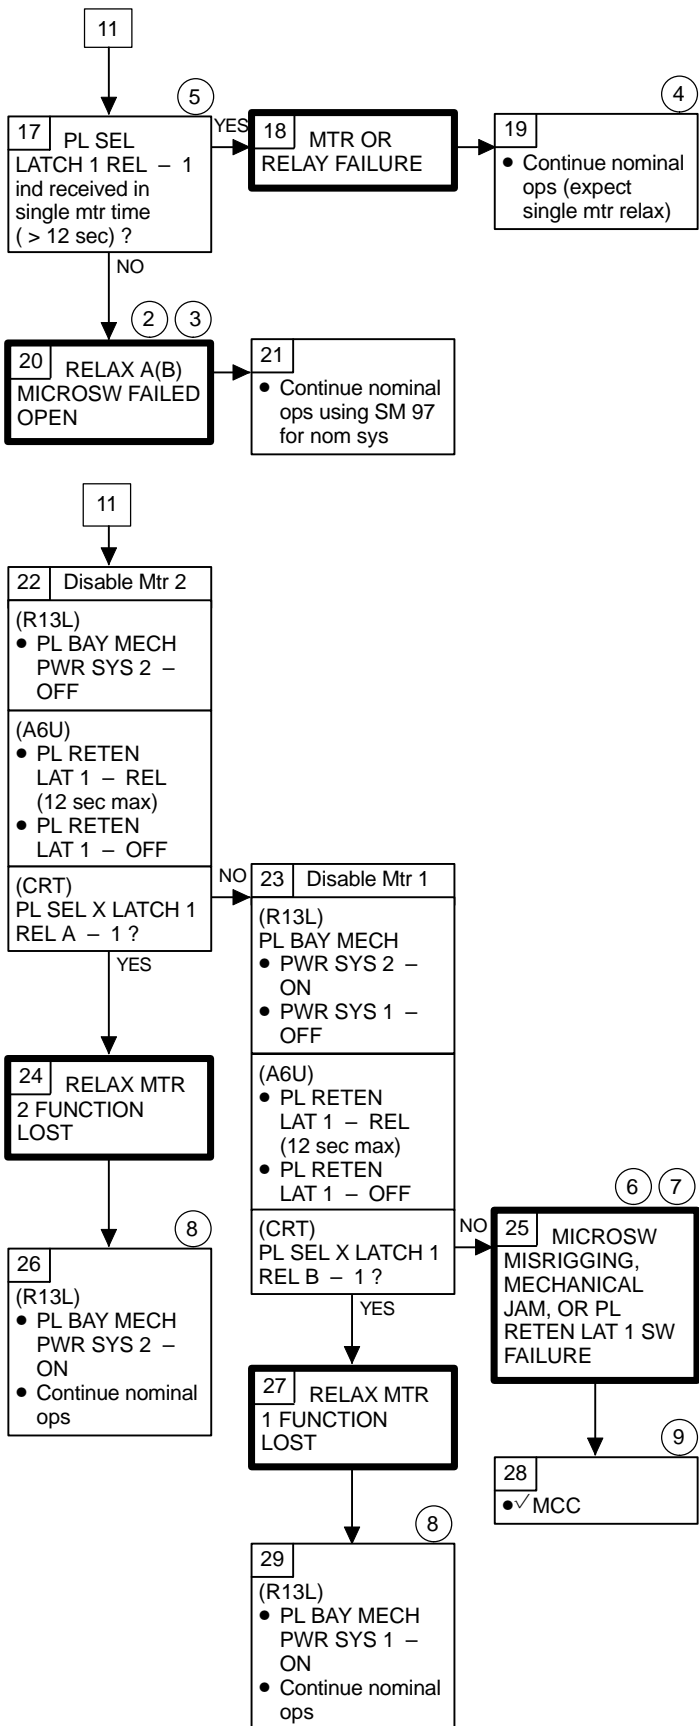 11
5
17 PL SEL
LATCH 1 REL – 1
ind received in
single mtr time
( > 12 sec) ?
YES
18 MTR OR
RELAY FAILURE
4
19
• Continue nominal
ops (expect
single mtr relax)
NO
2 3
20 RELAX A(B)
MICROSW FAILED
OPEN
21
• Continue nominal
ops using SM 97
for nom sys
11
22 Disable Mtr 2
(R13L)
• PL BAY MECH
PWR SYS 2 –
OFF
(A6U)
• PL RETEN
LAT 1 – REL
(12 sec max)
• PL RETEN
LAT 1 – OFF
(CRT)
PL SEL X LATCH 1
REL A – 1 ?
NO
YES
23 Disable Mtr 1
(R13L)
PL BAY MECH
• PWR SYS 2 –
ON
• PWR SYS 1 –
OFF
(A6U)
• PL RETEN
LAT 1 – REL
(12 sec max)
• PL RETEN
LAT 1 – OFF
(CRT)
PL SEL X LATCH 1
REL B – 1 ?
NO
YES
24 RELAX MTR
2 FUNCTION
LOST
8
26
(R13L)
• PL BAY MECH
PWR SYS 2 –
ON
• Continue nominal
ops
6 7
25 MICROSW
MISRIGGING,
MECHANICAL
JAM, OR PL
RETEN LAT 1 SW
FAILURE
27 RELAX MTR
1 FUNCTION
LOST
9
28
•√ MCC
8
29
(R13L)
• PL BAY MECH
PWR SYS 1 –
ON
• Continue nominal
ops